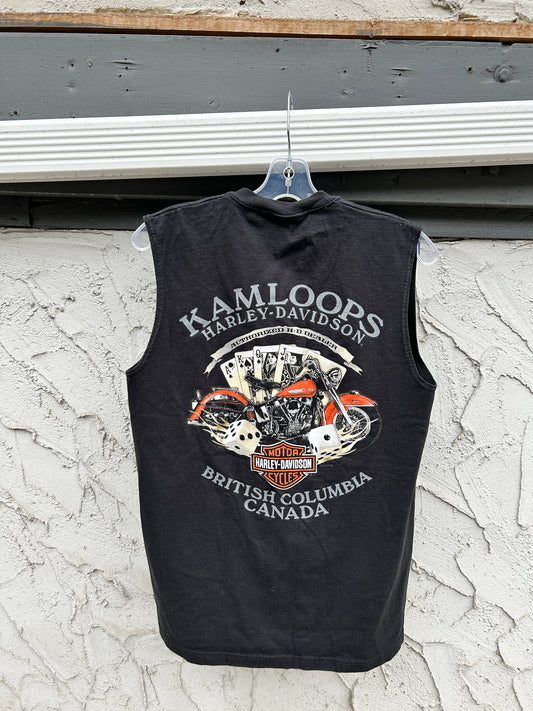 KAMLOOPS
HARLEY-DAVIDSON
AUTHORIZED H-D DEALER
A K Q J
MOTOR
HARLEY-DAVIDSON
CYCLES
BRITISH COLUMBIA
CANADA